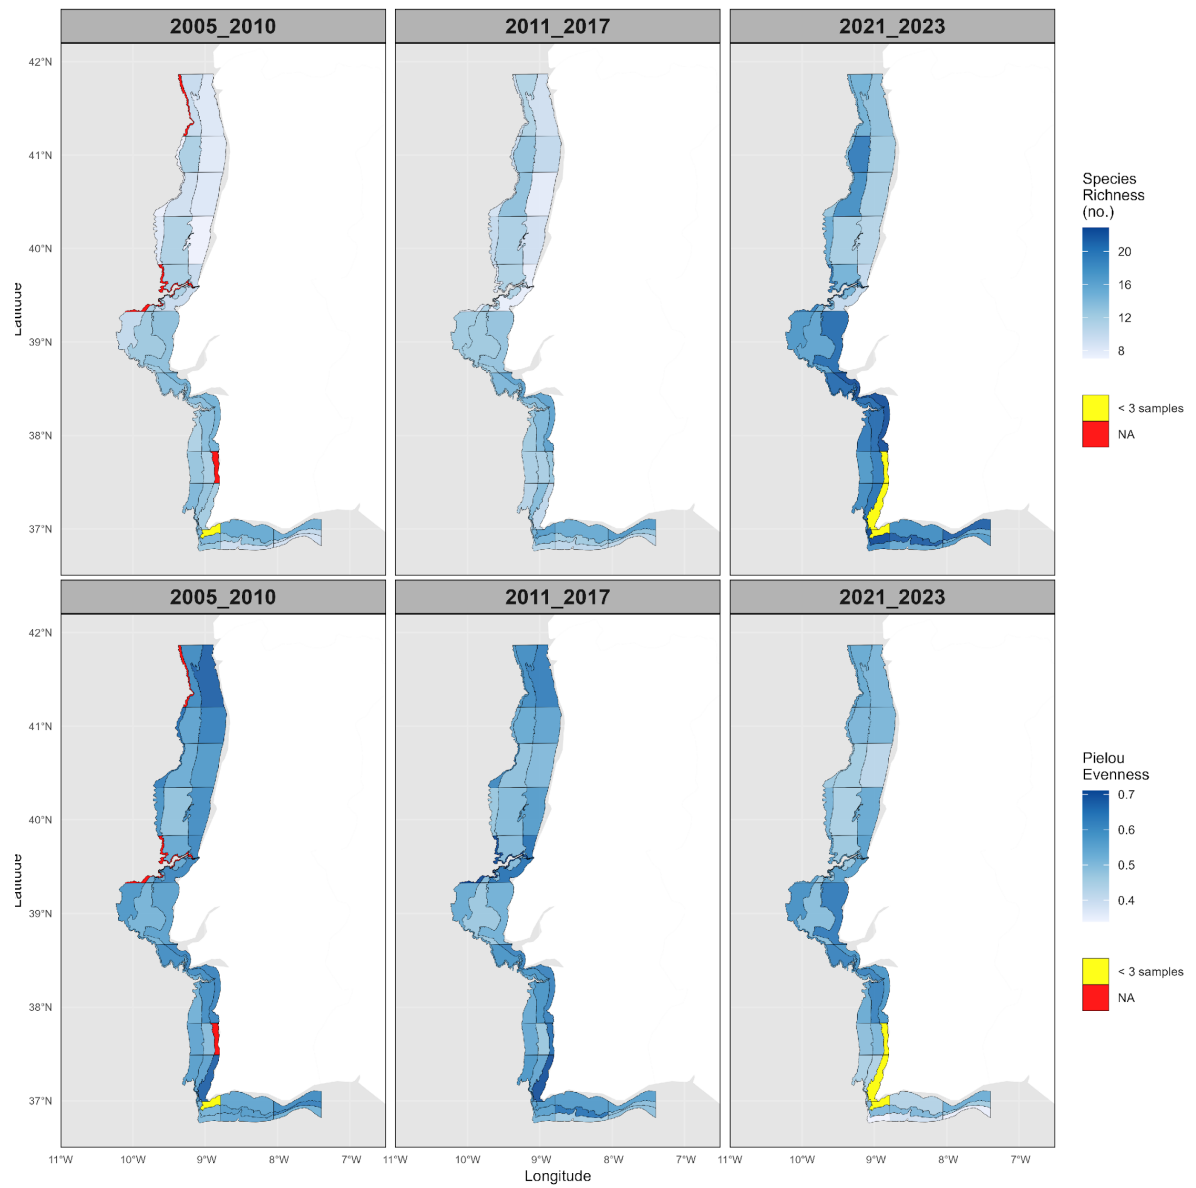 2005_2010
2011_2017
2021_2023
42°N
41°N
40°N
39°N
38°N
37°N
Latitude
Species
Richness
(no.)
20
16
12
8
< 3 samples
NA
2005_2010
2011_2017
2021_2023
42°N
41°N
40°N
39°N
38°N
37°N
Latitude
Pielou
Evenness
0.7
0.6
0.5
0.4
< 3 samples
NA
11°W
10°W
9°W
8°W
7°W
11°W
10°W
9°W
8°W
7°W
11°W
10°W
9°W
8°W
7°W
Longitude